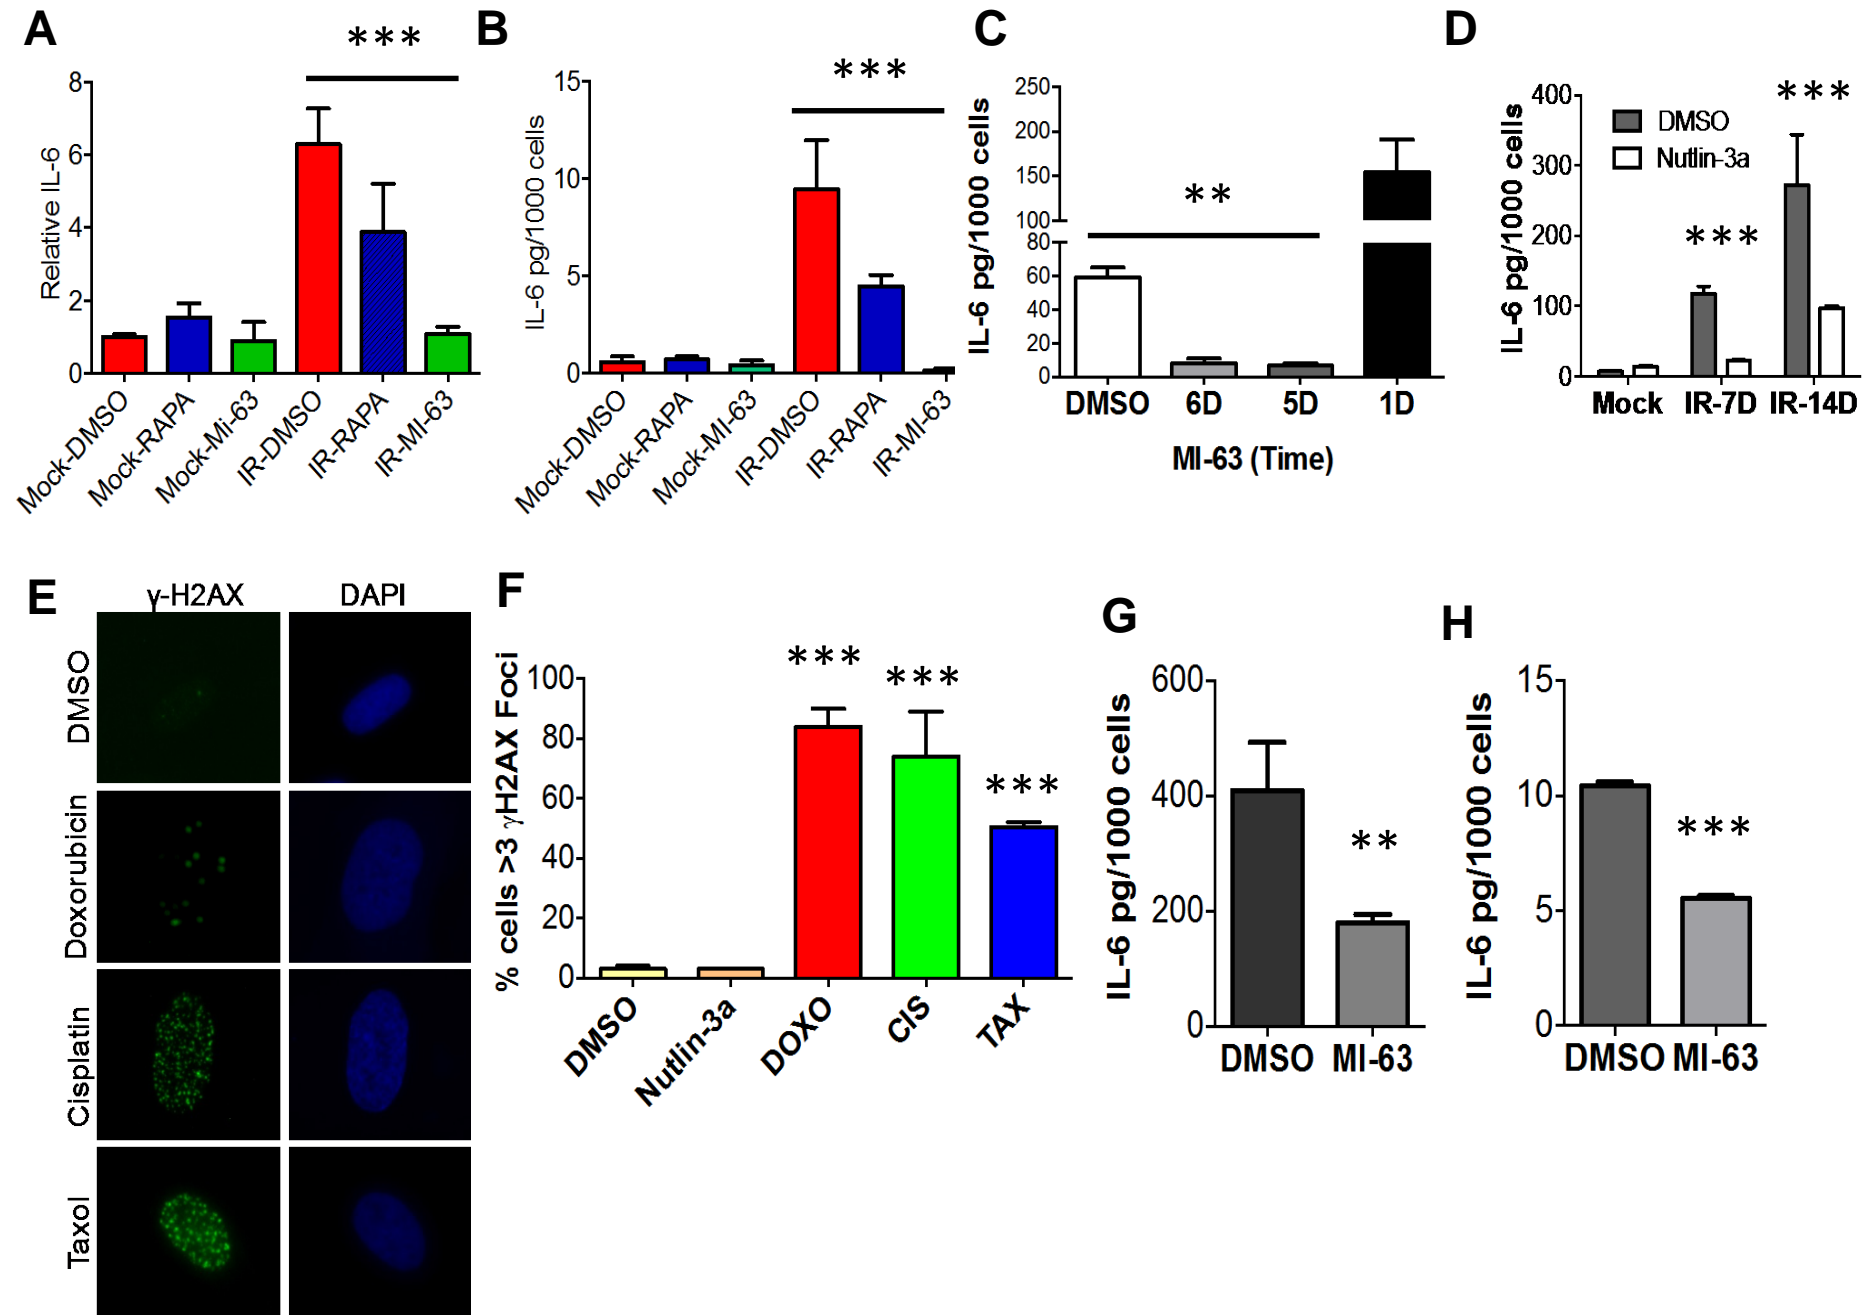 A
***
8
6
4
2
0
Relative IL-6
Mock-DMSO
Mock-RAPA
Mock-Mi-63
IR-DMSO
IR-RAPA
IR-MI-63
B
***
15
10
5
0
IL-6 pg/1000 cells
Mock-DMSO
Mock-RAPA
Mock-MI-63
IR-DMSO
IR-RAPA
IR-MI-63
C
**
250
200
150
100
80
60
40
20
0
IL-6 pg/1000 cells
DMSO 6D 5D 1D
MI-63 (Time)
D
***
***
400
300
200
100
0
IL-6 pg/1000 cells
DMSO
Nutlin-3a
Mock IR-7D IR-14D
E
γ-H2AX DAPI
DMSO
Doxorubicin
Cisplatin
Taxol
F
***
***
***
100
80
60
40
20
0
% cells >3 γH2AX Foci
DMSO
Nutlin-3a
DOXO
CIS
TAX
G
**
600
400
200
0
IL-6 pg/1000 cells
DMSO MI-63
H
***
15
10
5
0
IL-6 pg/1000 cells
DMSO MI-63